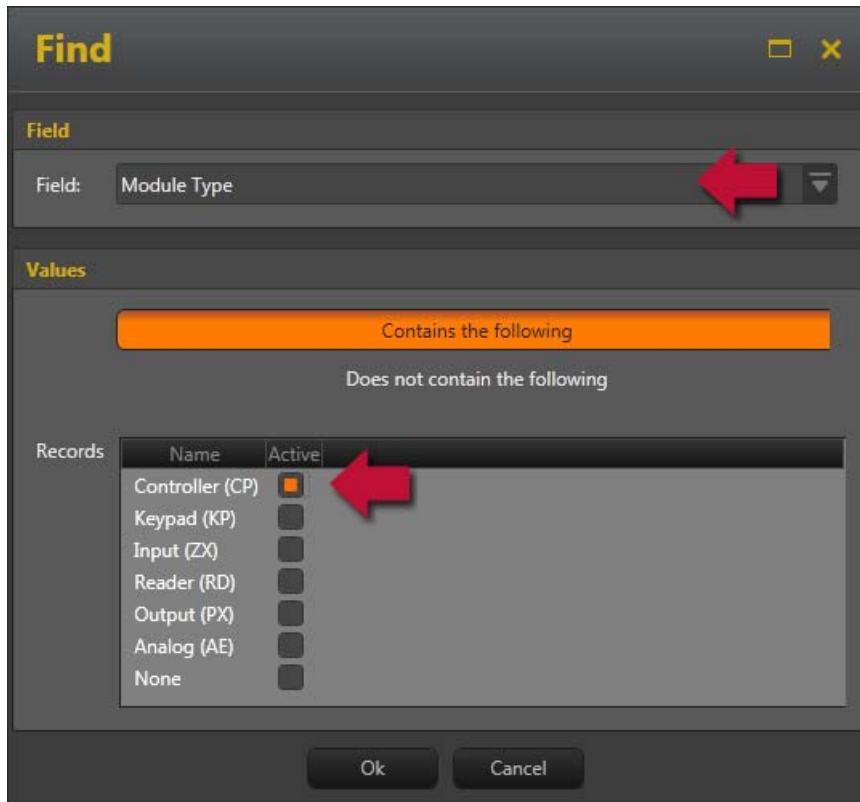 Find
Field
Field: Module Type
Values
Contains the following
Does not contain the following
Records
Name Active
Controller (CP)
Keypad (KP)
Input (ZX)
Reader (RD)
Output (PX)
Analog (AE)
None
Ok Cancel